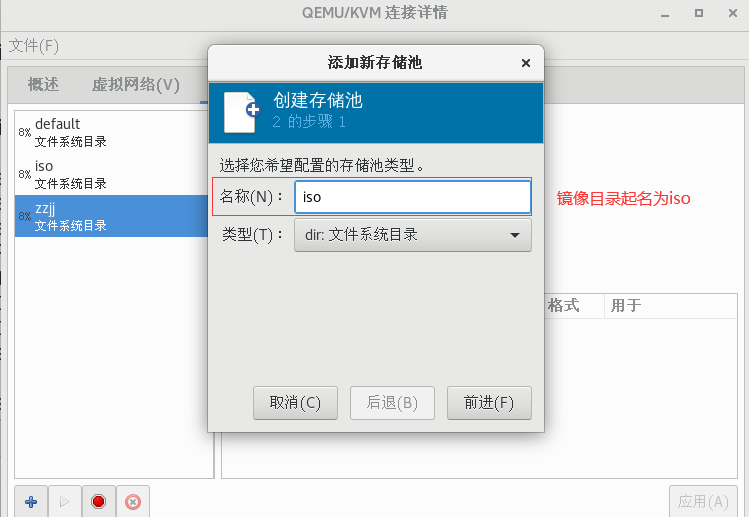 QEMU/KVM 连接详情
文件(F)
概述
虚拟网络(V)
8% default
文件系统目录
8% iso
文件系统目录
8% zzjj
文件系统目录
添加新存储池
创建存储池
2 的步骤 1
选择您希望配置的存储池类型。
名称(N)： iso
类型(T)： dir: 文件系统目录
取消(C)
后退(B)
前进(F)
镜像目录起名为iso
格式
用于
应用(A)